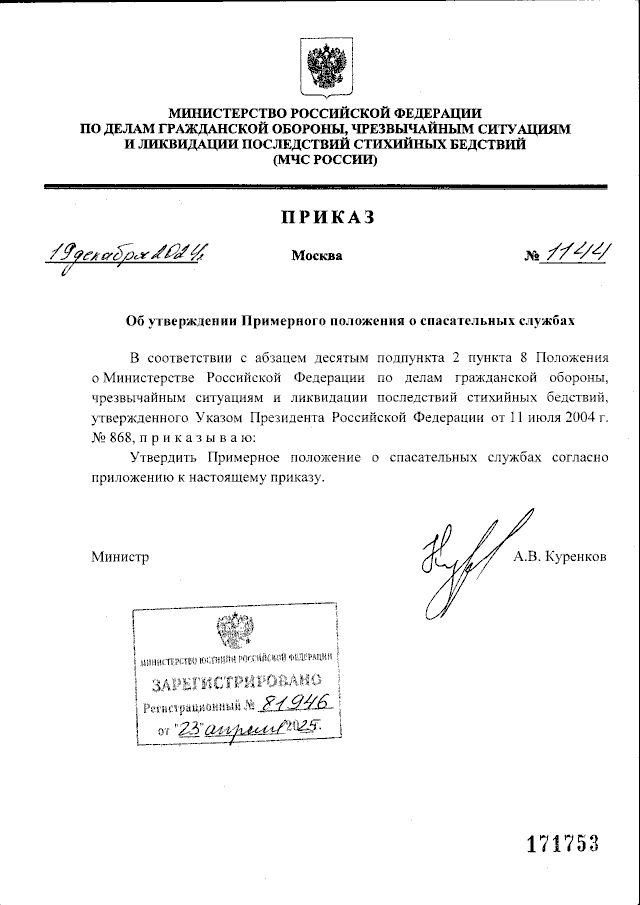 МИНИСТЕРСТВО РОССИЙСКОЙ ФЕДЕРАЦИИ
ПО ДЕЛАМ ГРАЖДАНСКОЙ ОБОРОНЫ, ЧРЕЗВЫЧАЙНЫМ СИТУАЦИЯМ
И ЛИКВИДАЦИИ ПОСЛЕДСТВИЙ СТИХИЙНЫХ БЕДСТВИЙ
(МЧС РОССИИ)
ПРИКАЗ
19 декабря 2024г. Москва № 1144
Об утверждении Примерного положения о спасательных службах
В соответствии с абзацем десятым подпункта 2 пункта 8 Положения
о Министерстве Российской Федерации по делам гражданской обороны,
чрезвычайным ситуациям и ликвидации последствий стихийных бедствий,
утвержденного Указом Президента Российской Федерации от 11 июля 2004 г.
№ 868, п р и к а з ы в а ю:
Утвердить Примерное положение о спасательных службах согласно
приложению к настоящему приказу.
Министр А.В. Куренков
МИНИСТЕРСТВО ЮСТИЦИИ РОССИЙСКОЙ ФЕДЕРАЦИИ
ЗАРЕГИСТРИРОВАНО
Регистрационный № 81946
от "23" апреля 2025.
171753